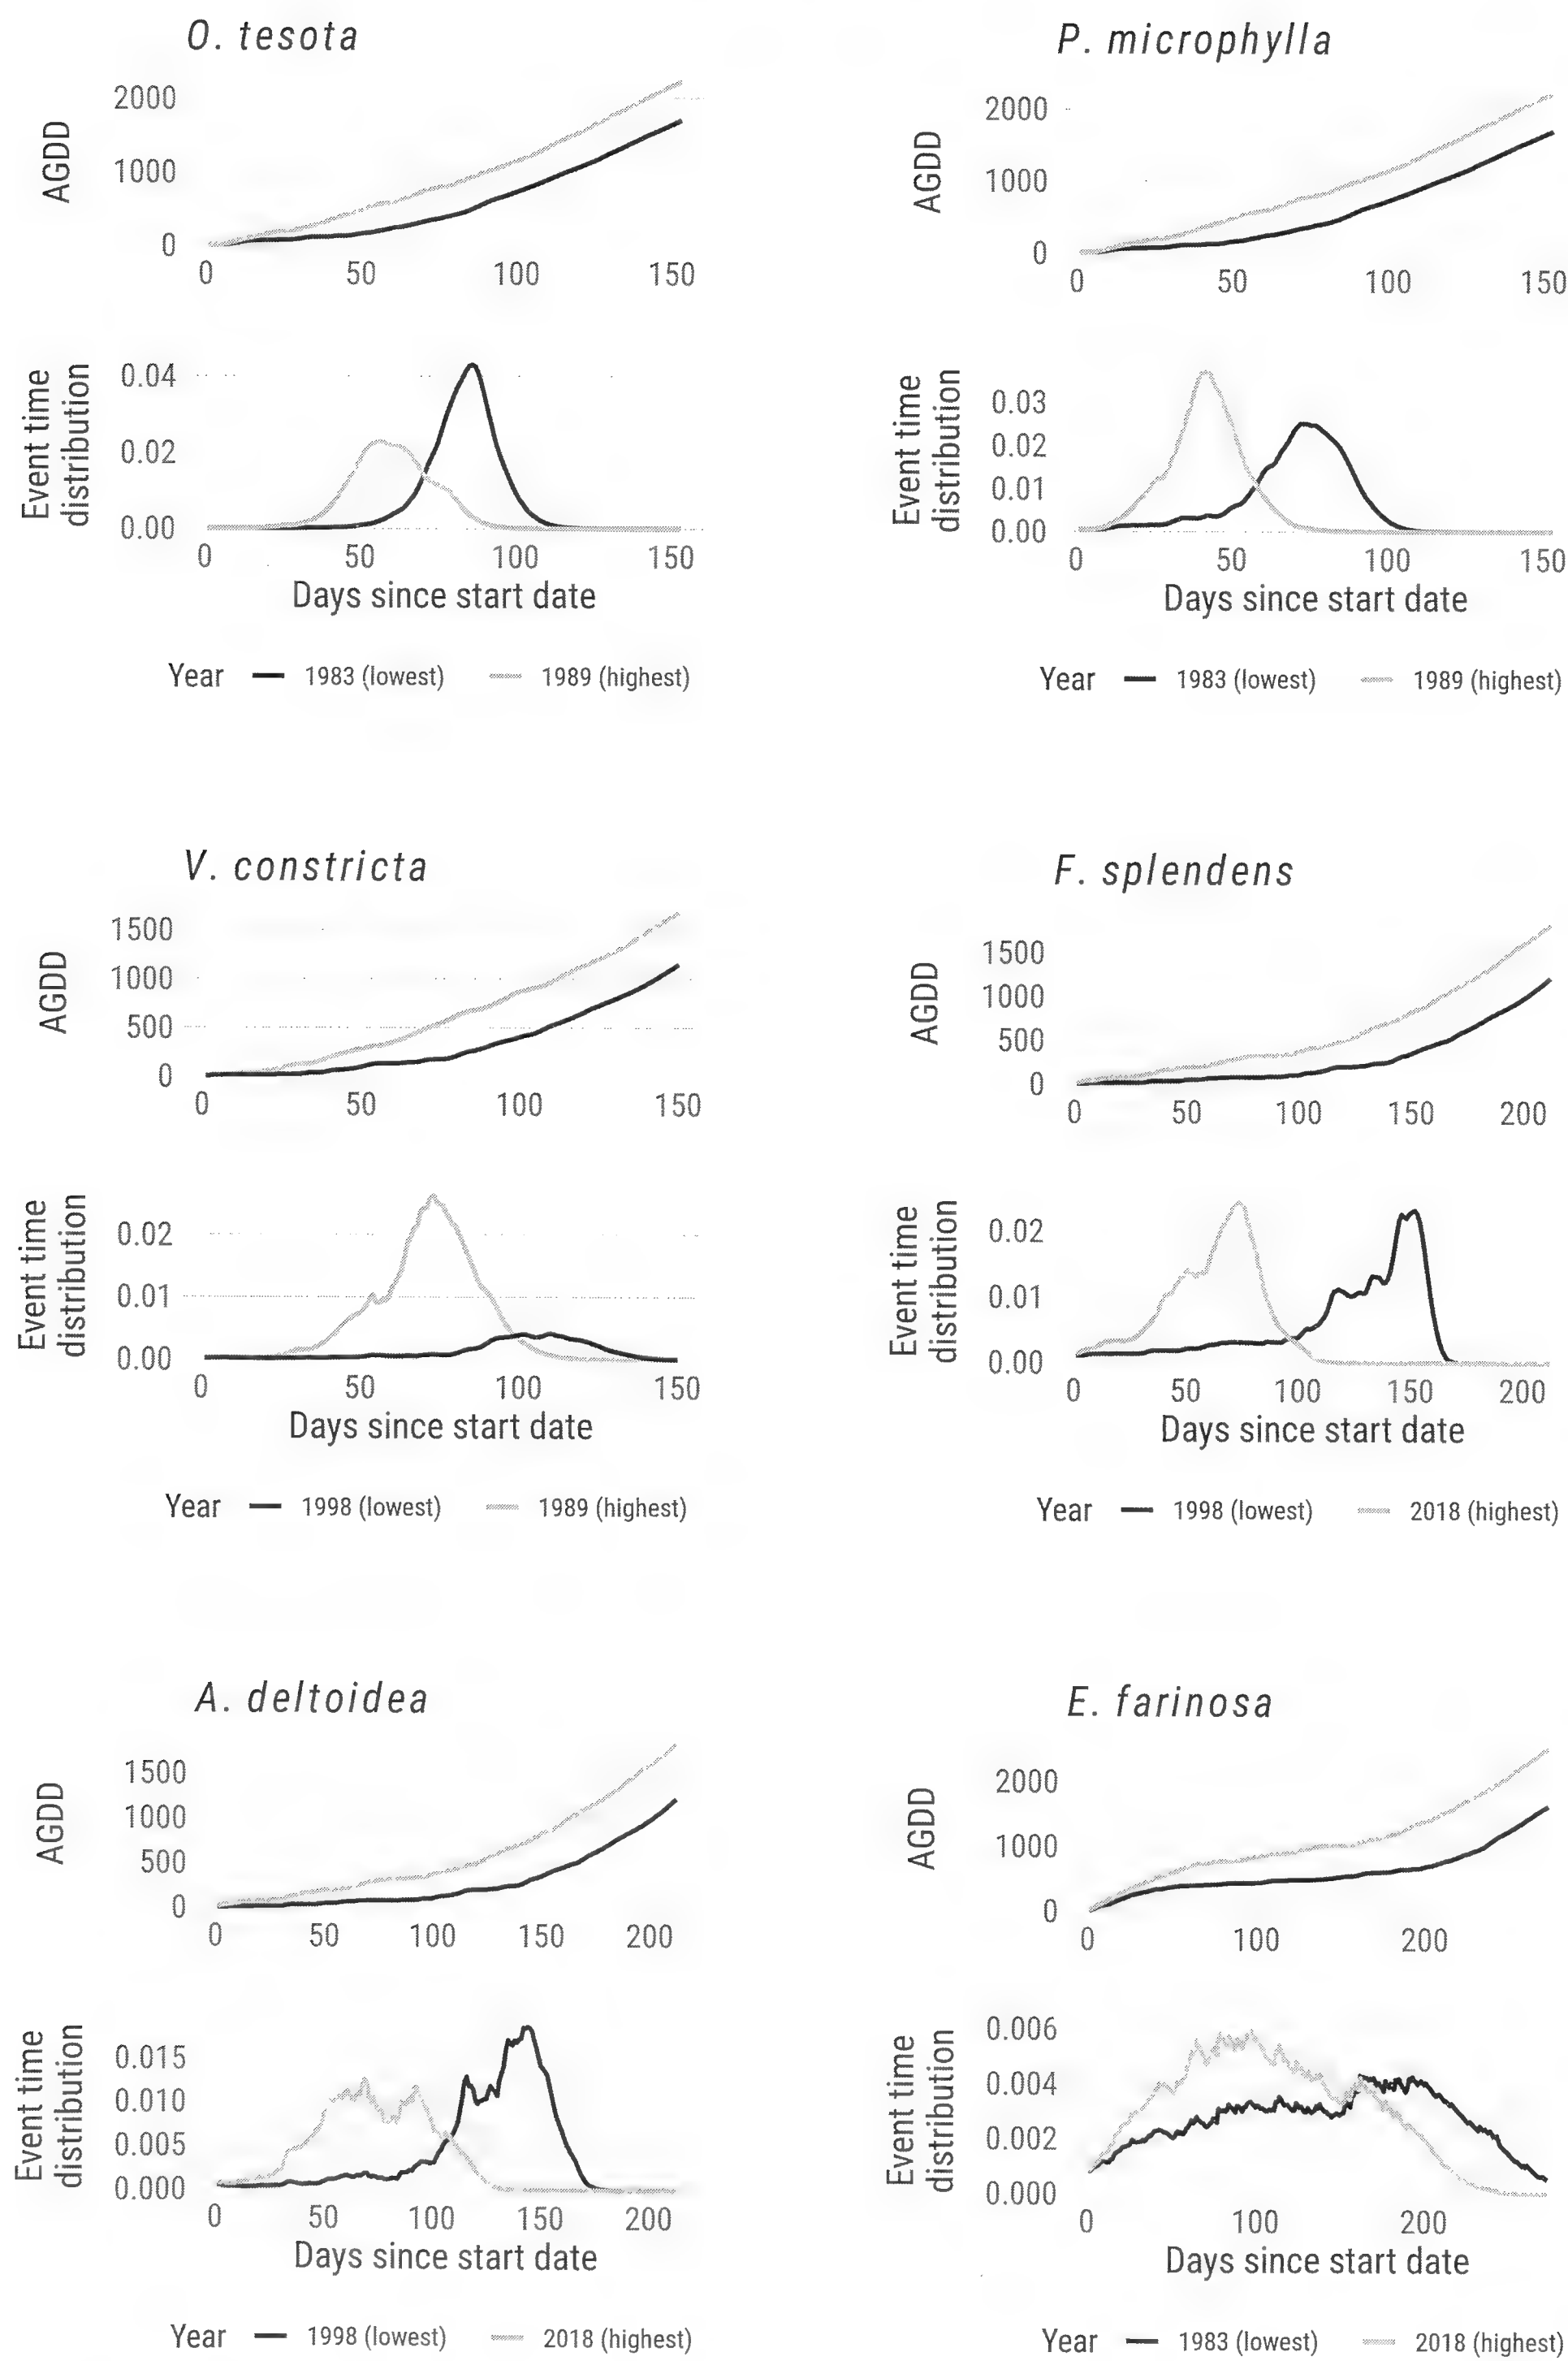 O. tesota
AGDD
2000
1000
0
0 50 100 150
Event time
distribution
0.04
0.02
0.00
0 50 100 150
Days since start date
Year 1983 (lowest) 1989 (highest)
P. microphylla
AGDD
2000
1000
0
0 50 100 150
Event time
distribution
0.03
0.02
0.01
0.00
0 50 100 150
Days since start date
Year 1983 (lowest) 1989 (highest)
V. constricta
AGDD
1500
1000
500
0
0 50 100 150
Event time
distribution
0.02
0.01
0.00
0 50 100 150
Days since start date
Year 1998 (lowest) 1989 (highest)
F. splendens
AGDD
1500
1000
500
0
0 50 100 150 200
Event time
distribution
0.02
0.01
0.00
0 50 100 150 200
Days since start date
Year 1998 (lowest) 2018 (highest)
A. deltoidea
AGDD
1500
1000
500
0
0 50 100 150 200
Event time
distribution
0.015
0.010
0.005
0.000
0 50 100 150 200
Days since start date
Year 1998 (lowest) 2018 (highest)
E. farinosa
AGDD
2000
1000
0
0 100 200
Event time
distribution
0.006
0.004
0.002
0.000
0 100 200
Days since start date
Year 1983 (lowest) 2018 (highest)